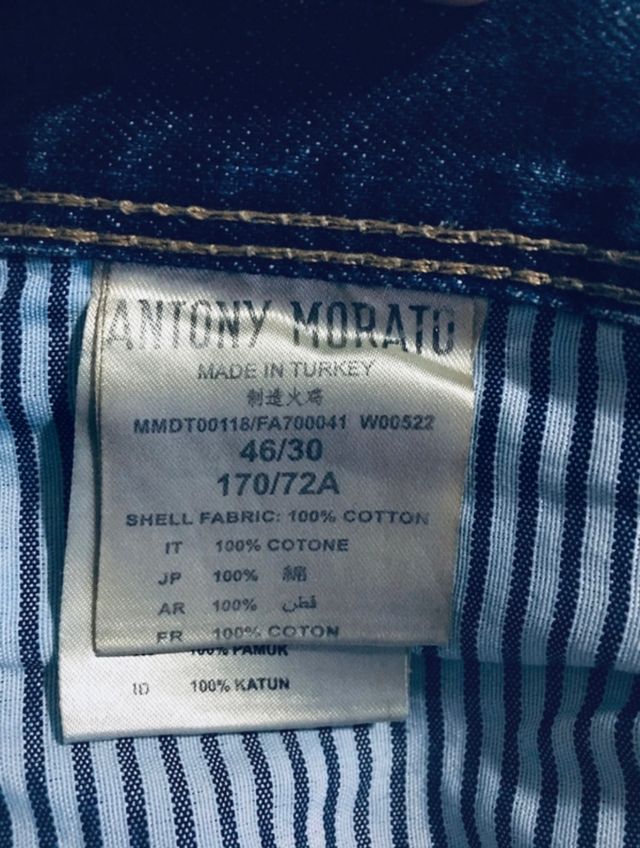 ANTONY MORATO
MADE IN TURKEY
制造火鸡
MMDT00118/FA700041 W00522
46/30
170/72A
SHELL FABRIC: 100% COTTON
IT 100% COTONE
JP 100% 綿
AR 100% قطن
FR 100% COTON
100% PAMUK
ID 100% KATUN